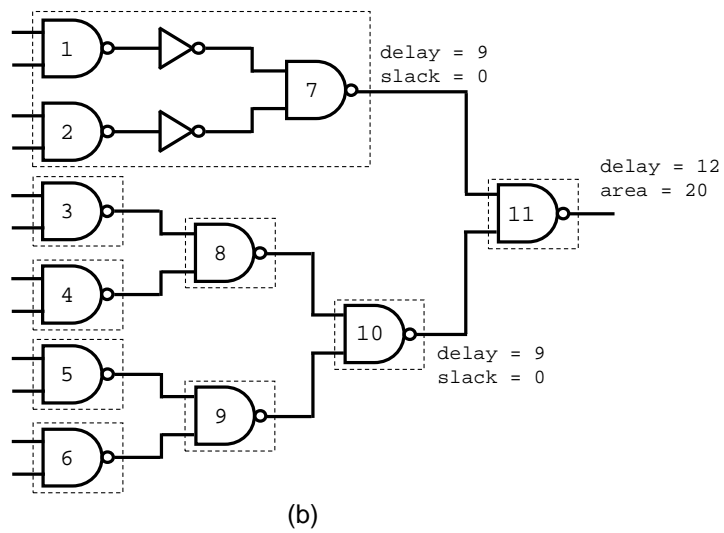 1
2
7
delay = 9
slack = 0
delay = 12
area = 20
3
4
8
11
5
6
9
10
delay = 9
slack = 0
(b)